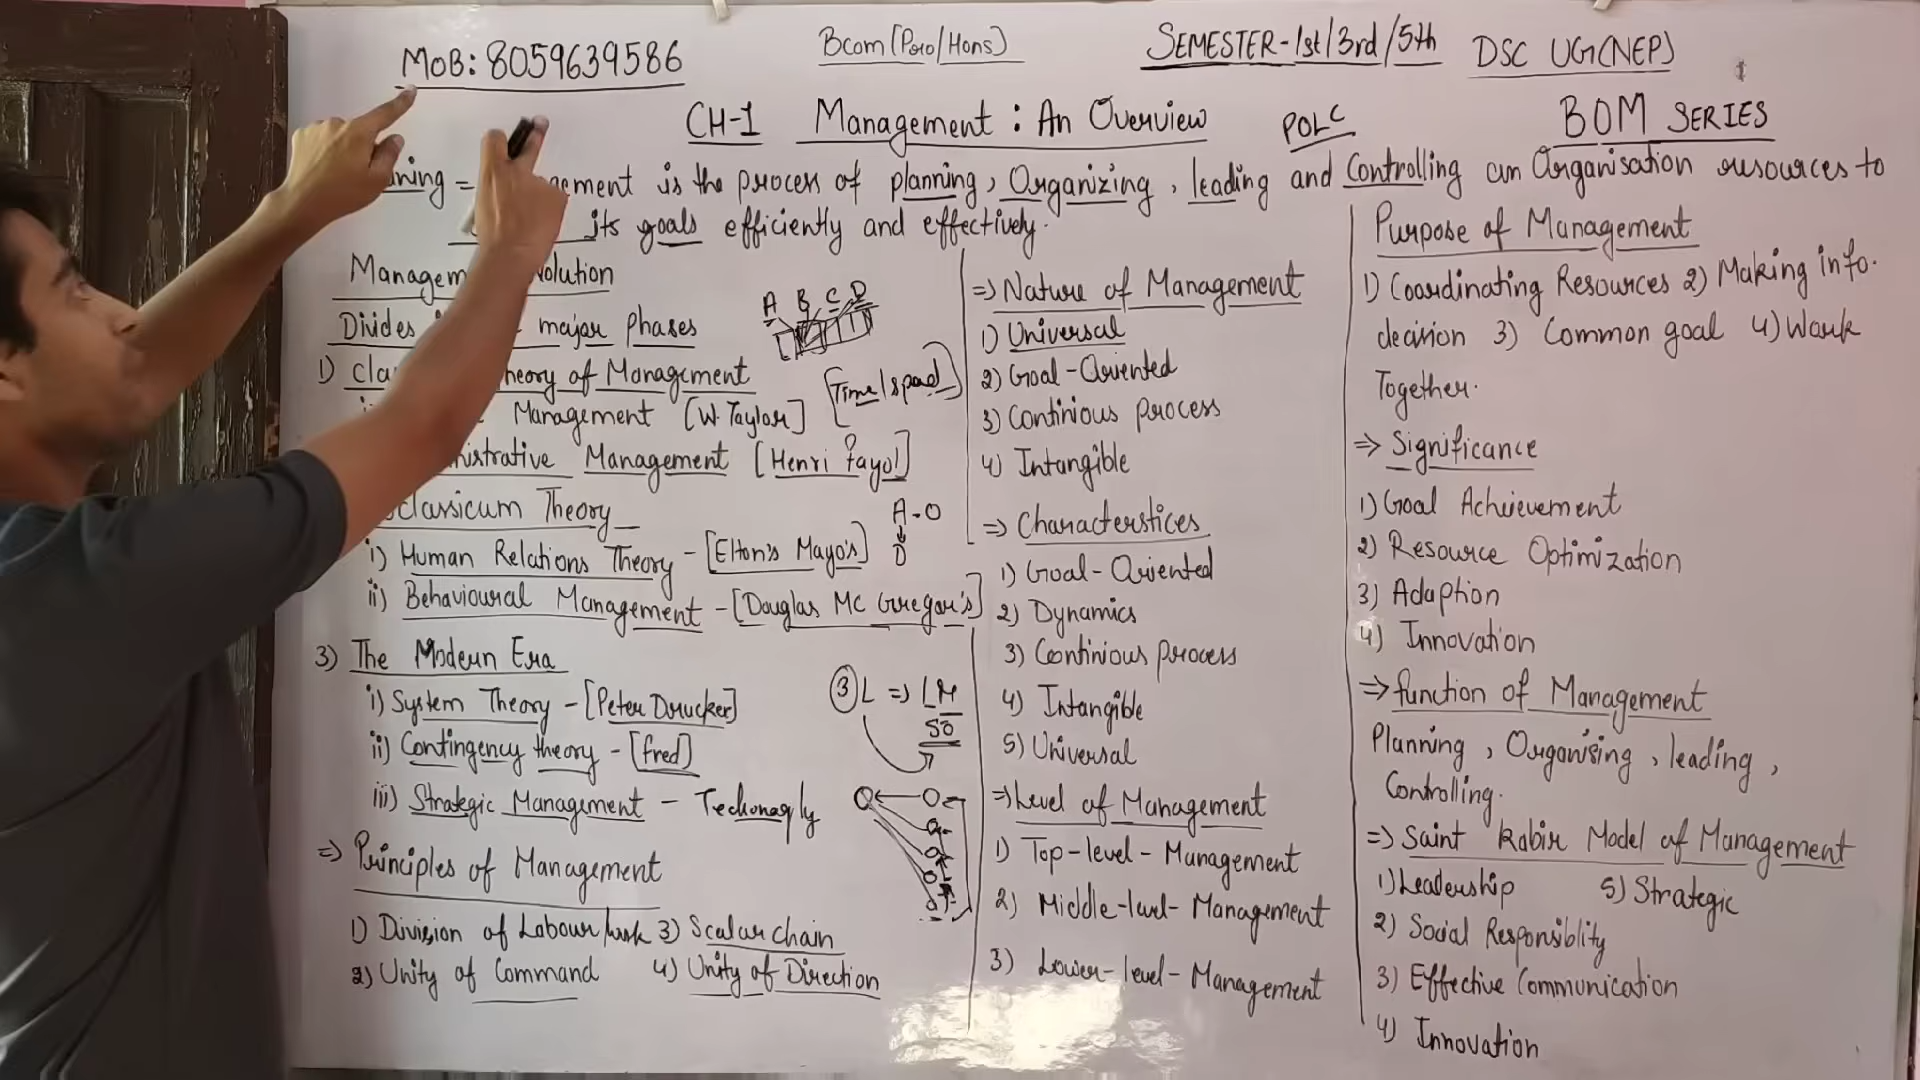 MOB: 8059639586
Bcom (Pro/Hons)
SEMESTER-1st/3rd/5th
DSC UG(NEP)
CH-1 Management : An Overview
POLC
BOM SERIES
is the process of planning, Organizing, leading and Controlling an Organisation resources to
its goals efficiently and effectively.
Divides major phases
1) Theory of Management
Management [W. Taylor]
Management [Henri Fayol]
Theory
i) Human Relations Theory - [Elton's Mayo's]
ii) Behavioural Management - [Douglas Mc Gregor's]
3) The Modern Era
i) System Theory - [Peter Drucker]
ii) Contingency theory - [Fred]
iii) Strategic Management -
=> Principles of Management
1) Division of Labour/work 3) Scalar chain
2) Unity of Command 4) Unity of Direction
A B C D
[Time/
A - O
D
3 L => LM
50
=> Nature of Management
1) Universal
2) Goal-Oriented
3) Continious process
4) Intangible
=> Characterstices
1) Goal-Oriented
2) Dynamics
3) Continious process
4) Intangible
5) Universal
=> Level of Management
1) Top-level-Management
2) Middle-level-Management
3) Lower-level-Management
Purpose of Management
1) Coordinating Resources 2) Making info.
decision 3) Common goal 4) Work
Together.
=> Significance
1) Goal Achievement
2) Resource Optimization
3) Adaption
4) Innovation
=> function of Management
Planning, Organising, leading,
Controlling.
=> Saint Kabir Model of Management
1) Leadership 5) Strategic
2) Social Responsiblity
3) Effective Communication
4) Innovation